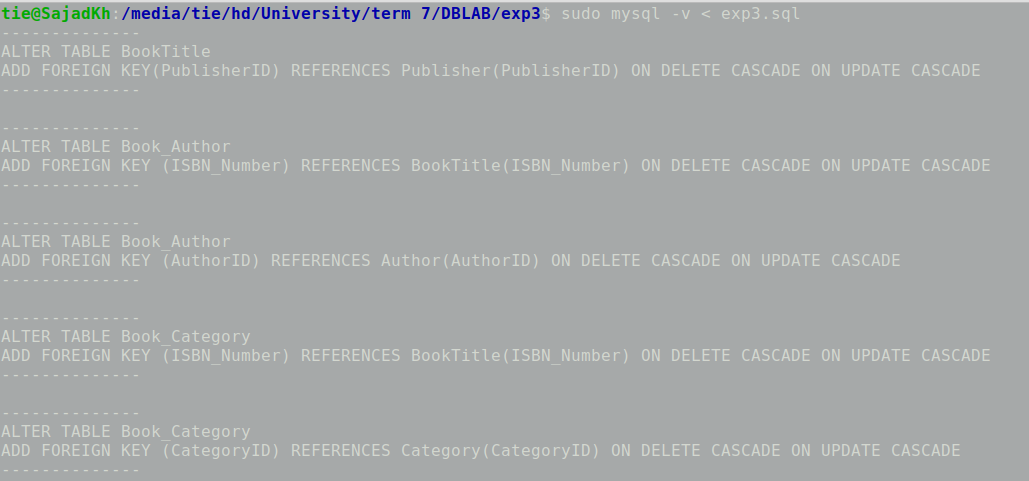 tie@SajadKh:/media/tie/hd/University/term 7/DBLAB/exp3$ sudo mysql -v < exp3.sql
--------------
ALTER TABLE BookTitle
ADD FOREIGN KEY(PublisherID) REFERENCES Publisher(PublisherID) ON DELETE CASCADE ON UPDATE CASCADE
--------------

--------------
ALTER TABLE Book_Author
ADD FOREIGN KEY (ISBN_Number) REFERENCES BookTitle(ISBN_Number) ON DELETE CASCADE ON UPDATE CASCADE
--------------

--------------
ALTER TABLE Book_Author
ADD FOREIGN KEY (AuthorID) REFERENCES Author(AuthorID) ON DELETE CASCADE ON UPDATE CASCADE
--------------

--------------
ALTER TABLE Book_Category
ADD FOREIGN KEY (ISBN_Number) REFERENCES BookTitle(ISBN_Number) ON DELETE CASCADE ON UPDATE CASCADE
--------------

--------------
ALTER TABLE Book_Category
ADD FOREIGN KEY (CategoryID) REFERENCES Category(CategoryID) ON DELETE CASCADE ON UPDATE CASCADE
--------------